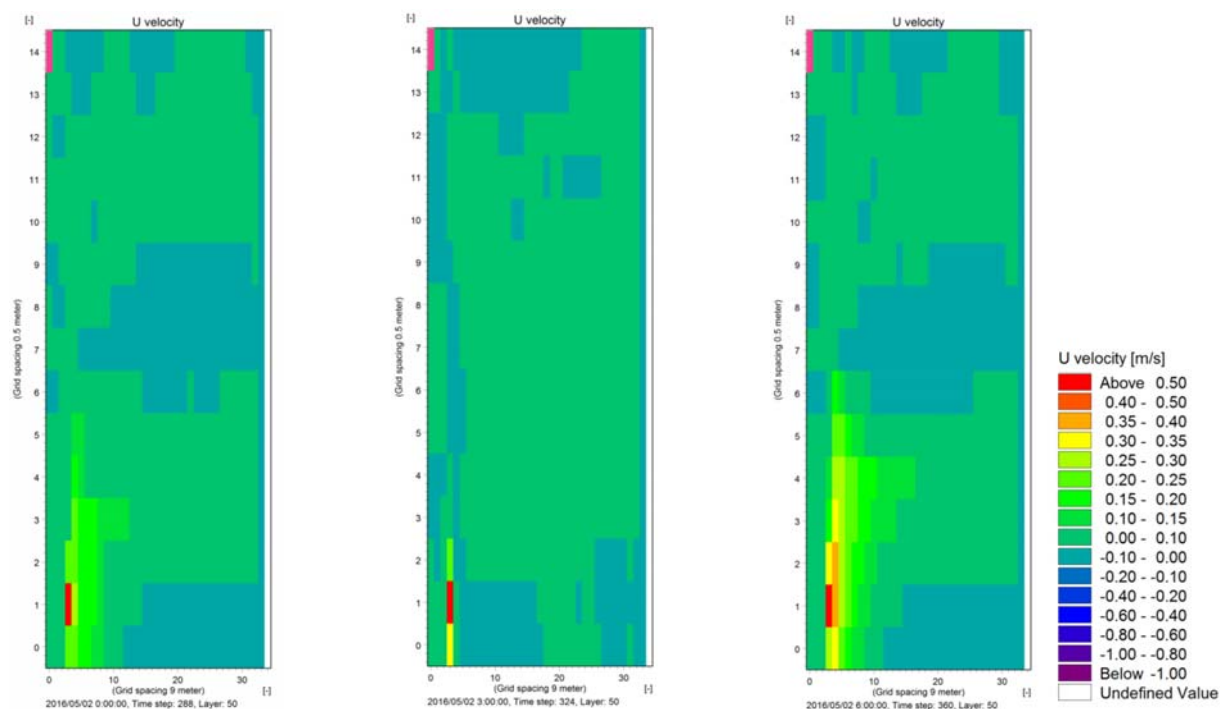 [-] U velocity
14
13
12
11
10
9
8
7
6
5
4
3
2
1
0
(Grid spacing 0.5 meter)
0 10 20 30
(Grid spacing 9 meter) [-]
2016/05/02 0:00:00, Time step: 288, Layer: 50
[-] U velocity
14
13
12
11
10
9
8
7
6
5
4
3
2
1
0
(Grid spacing 0.5 meter)
0 10 20 30
(Grid spacing 9 meter) [-]
2016/05/02 3:00:00, Time step: 324, Layer: 50
[-] U velocity
14
13
12
11
10
9
8
7
6
5
4
3
2
1
0
(Grid spacing 0.5 meter)
0 10 20 30
(Grid spacing 9 meter) [-]
2016/05/02 6:00:00, Time step: 360, Layer: 50
U velocity [m/s]
Above 0.50
0.40 - 0.50
0.35 - 0.40
0.30 - 0.35
0.25 - 0.30
0.20 - 0.25
0.15 - 0.20
0.10 - 0.15
0.00 - 0.10
-0.10 - 0.00
-0.20 - -0.10
-0.40 - -0.20
-0.60 - -0.40
-0.80 - -0.60
-1.00 - -0.80
Below -1.00
Undefined Value